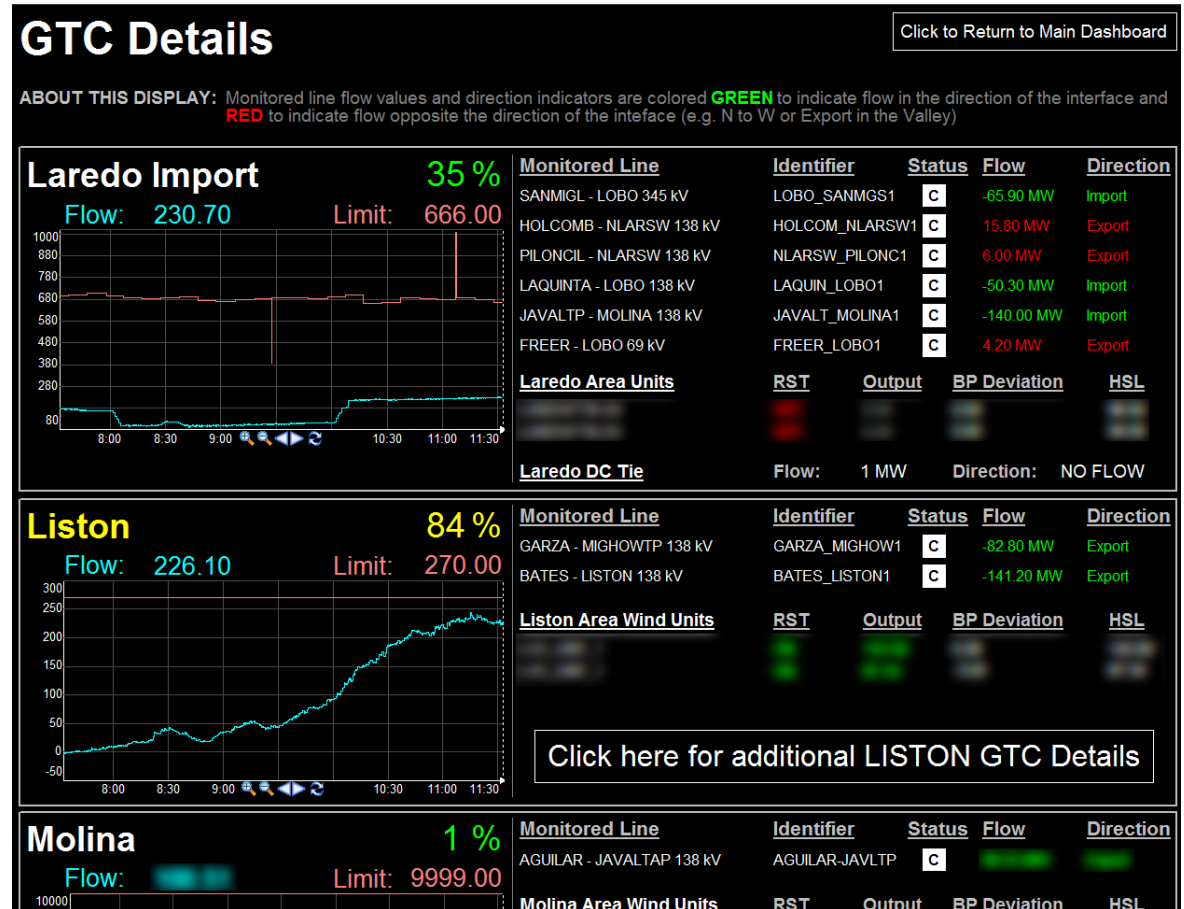 GTC Details
Click to Return to Main Dashboard
ABOUT THIS DISPLAY: Monitored line flow values and direction indicators are colored GREEN to indicate flow in the direction of the interface and
RED to indicate flow opposite the direction of the inteface (e.g. N to W or Export in the Valley)
Laredo Import 35 %
Flow: 230.70 Limit: 666.00
1000
880
780
680
580
480
380
280
80
8:00 8:30 9:00 10:30 11:00 11:30
Monitored Line Identifier Status Flow Direction
SANMIGL - LOBO 345 kV LOBO_SANMGS1 C -65.90 MW Import
HOLCOMB - NLARSW 138 kV HOLCOM_NLARSW1 C 15.80 MW Export
PILONCIL - NLARSW 138 kV NLARSW_PILONC1 C 6.00 MW Export
LAQUINTA - LOBO 138 kV LAQUIN_LOBO1 C -50.30 MW Import
JAVALTP - MOLINA 138 kV JAVALT_MOLINA1 C -140.00 MW Import
FREER - LOBO 69 kV FREER_LOBO1 C 4.20 MW Export
Laredo Area Units RST Output BP Deviation HSL
Laredo DC Tie Flow: 1 MW Direction: NO FLOW
Liston 84 %
Flow: 226.10 Limit: 270.00
300
250
200
150
100
50
0
-50
8:00 8:30 9:00 10:30 11:00 11:30
Monitored Line Identifier Status Flow Direction
GARZA - MIGHOWTP 138 kV GARZA_MIGHOW1 C -82.80 MW Export
BATES - LISTON 138 kV BATES_LISTON1 C -141.20 MW Export
Liston Area Wind Units RST Output BP Deviation HSL
Click here for additional LISTON GTC Details
Molina 1 %
Flow: Limit: 9999.00
10000
Monitored Line Identifier Status Flow Direction
AGUILAR - JAVALTAP 138 kV AGUILAR-JAVLTP C
Molina Area Wind Units RST Output BP Deviation HSL